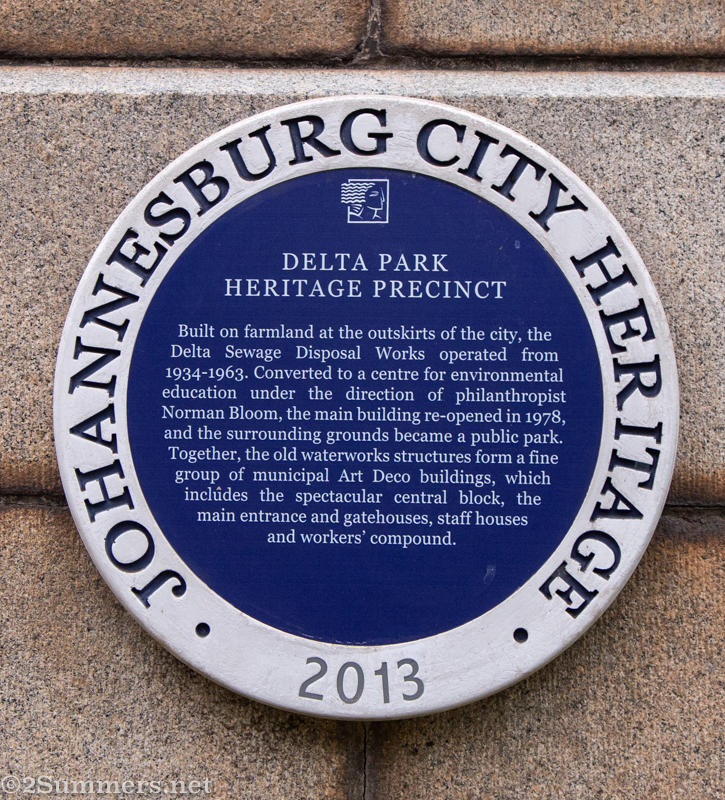 JOHANNESBURG CITY HERITAGE
DELTA PARK
HERITAGE PRECINCT
Built on farmland at the outskirts of the city, the
Delta Sewage Disposal Works operated from
1934-1963. Converted to a centre for environmental
education under the direction of philanthropist
Norman Bloom, the main building re-opened in 1978,
and the surrounding grounds became a public park.
Together, the old waterworks structures form a fine
group of municipal Art Deco buildings, which
includes the spectacular central block, the
main entrance and gatehouses, staff houses
and workers’ compound.
2013
©2Summers.net